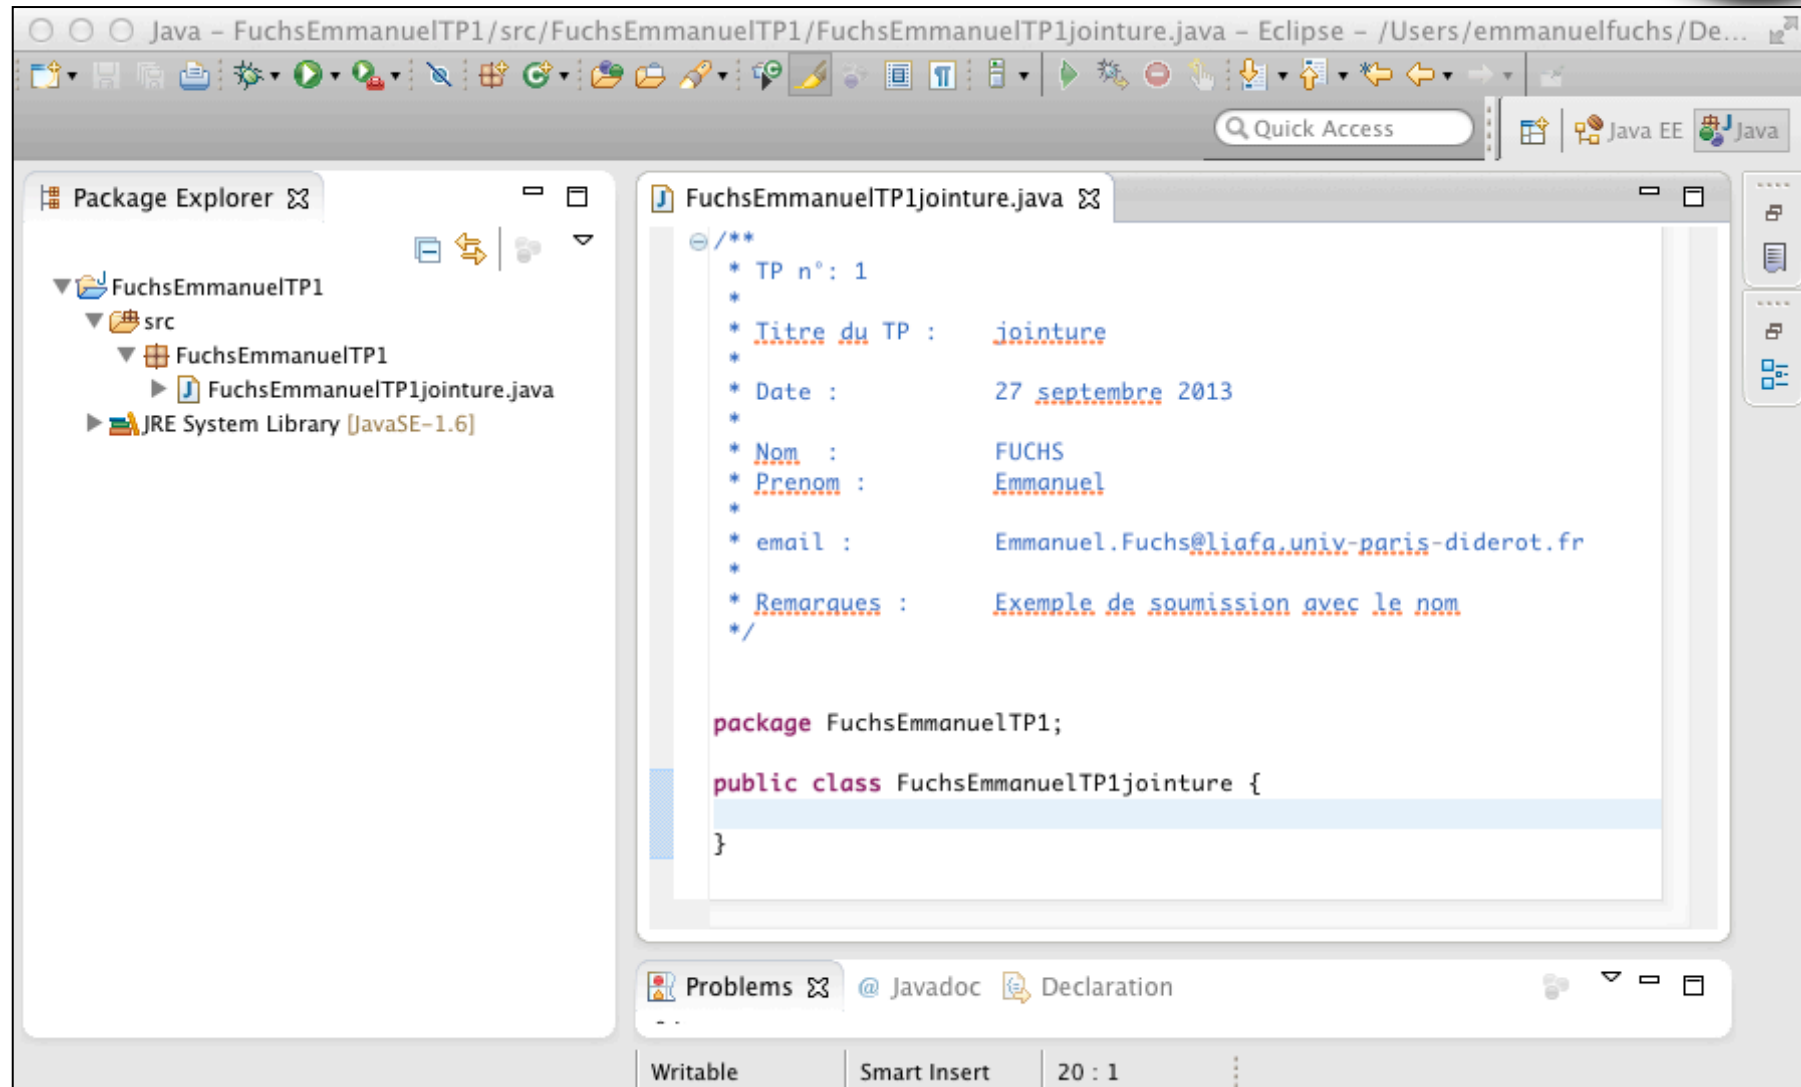 Java – FuchsEmmanuelTP1/src/FuchsEmmanuelTP1/FuchsEmmanuelTP1jointure.java – Eclipse – /Users/emmanuelfuchs/De...
Quick Access
Java EE
Java
Package Explorer
FuchsEmmanuelTP1
src
FuchsEmmanuelTP1
FuchsEmmanuelTP1jointure.java
JRE System Library [JavaSE-1.6]
FuchsEmmanuelTP1jointure.java
/**
* TP n°: 1
*
* Titre du TP : jointure
*
* Date : 27 septembre 2013
*
* Nom : FUCHS
* Prenom : Emmanuel
*
* email : Emmanuel.Fuchs@liafa.univ-paris-diderot.fr
*
* Remarques : Exemple de soumission avec le nom
*/
package FuchsEmmanuelTP1;
public class FuchsEmmanuelTP1jointure {
}
Problems
@ Javadoc
Declaration
Writable
Smart Insert
20 : 1